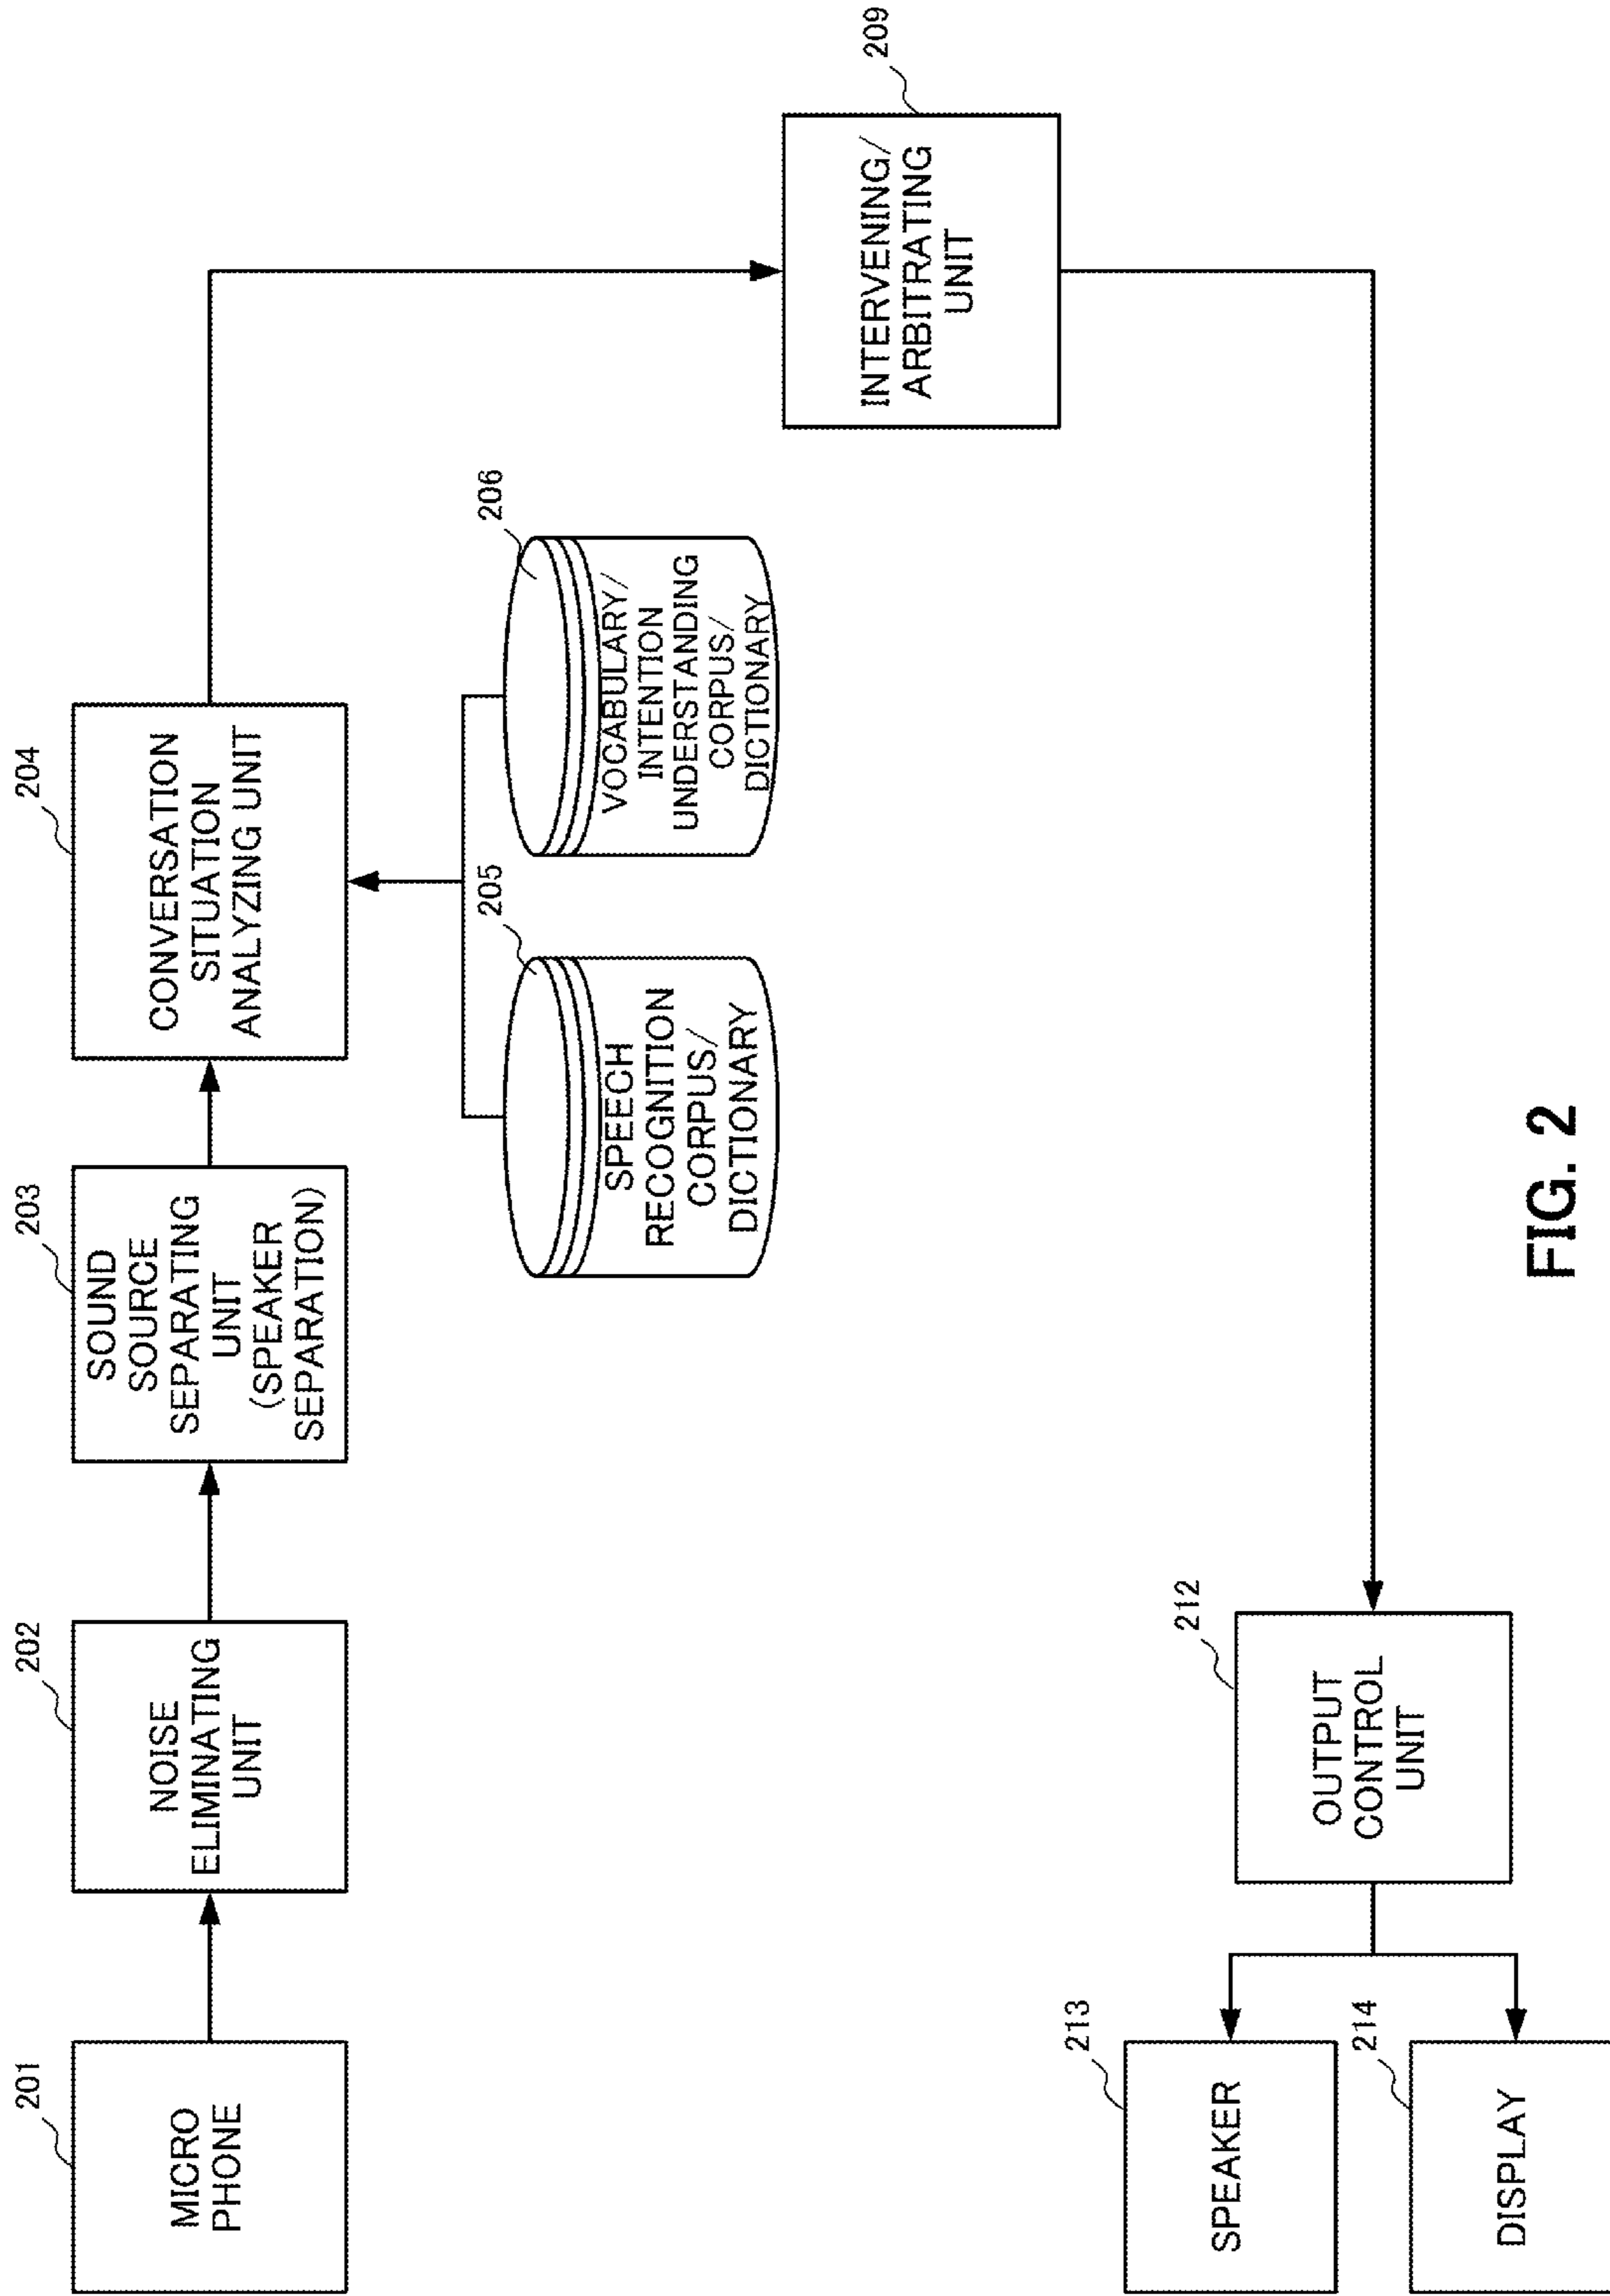 201
MICRO
PHONE
202
NOISE
ELIMINATING
UNIT
203
SOUND
SOURCE
SEPARATING
UNIT
(SPEAKER
SEPARATION)
204
CONVERSATION
SITUATION
ANALYZING UNIT
205
SPEECH
RECOGNITION
CORPUS/
DICTIONARY
206
VOCABULARY/
INTENTION
UNDERSTANDING
CORPUS/
DICTIONARY
209
INTERVENING/
ARBITRATING
UNIT
212
OUTPUT
CONTROL
UNIT
213
SPEAKER
214
DISPLAY
FIG. 2